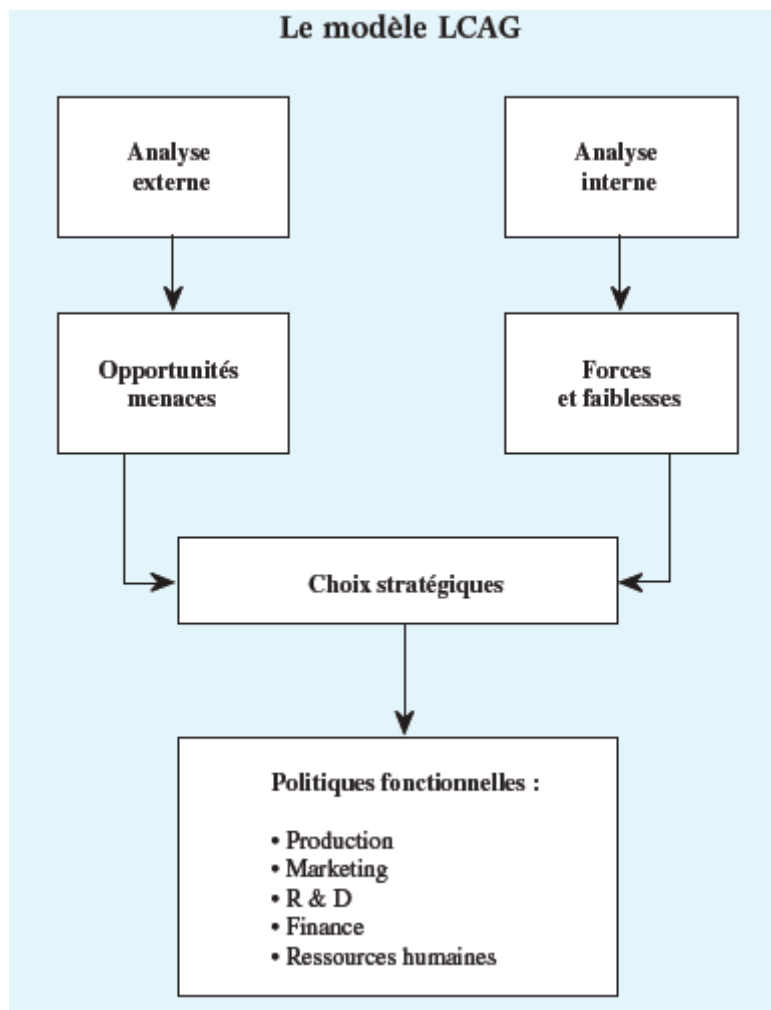 Le modèle LCAG
Analyse
externe
Analyse
interne
Opportunités
menaces
Forces
et faiblesses
Choix stratégiques
Politiques fonctionnelles :
• Production
• Marketing
• R & D
• Finance
• Ressources humaines